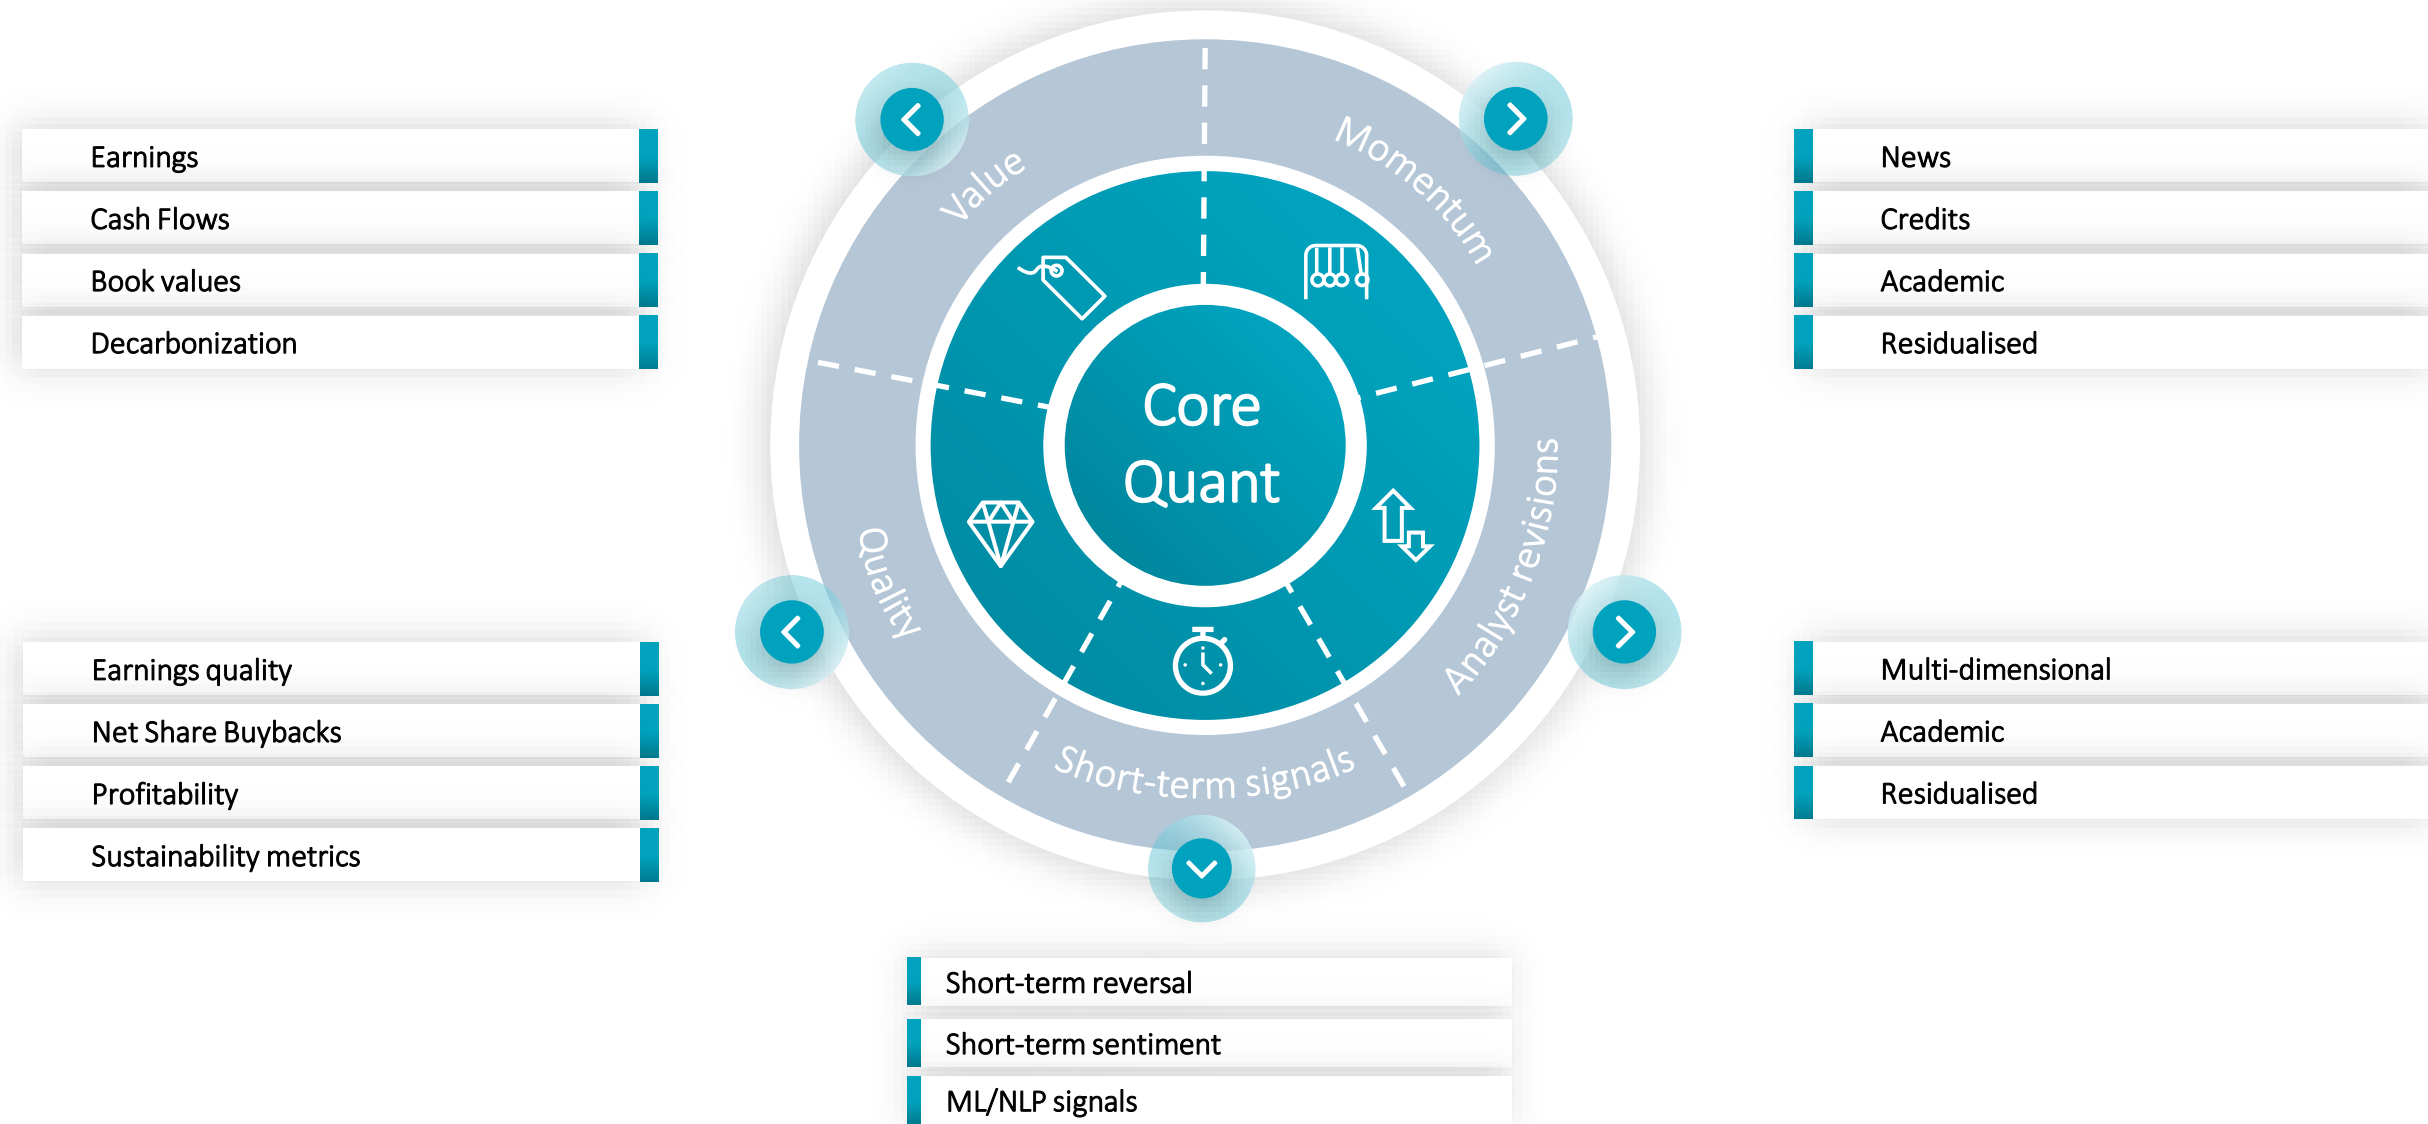 Value
Momentum
Earnings
Cash Flows
Book values
Decarbonization
News
Credits
Academic
Residualised
Core
Quant
Quality
Analyst revisions
Short-term signals
Earnings quality
Net Share Buybacks
Profitability
Sustainability metrics
Multi-dimensional
Academic
Residualised
Short-term reversal
Short-term sentiment
ML/NLP signals